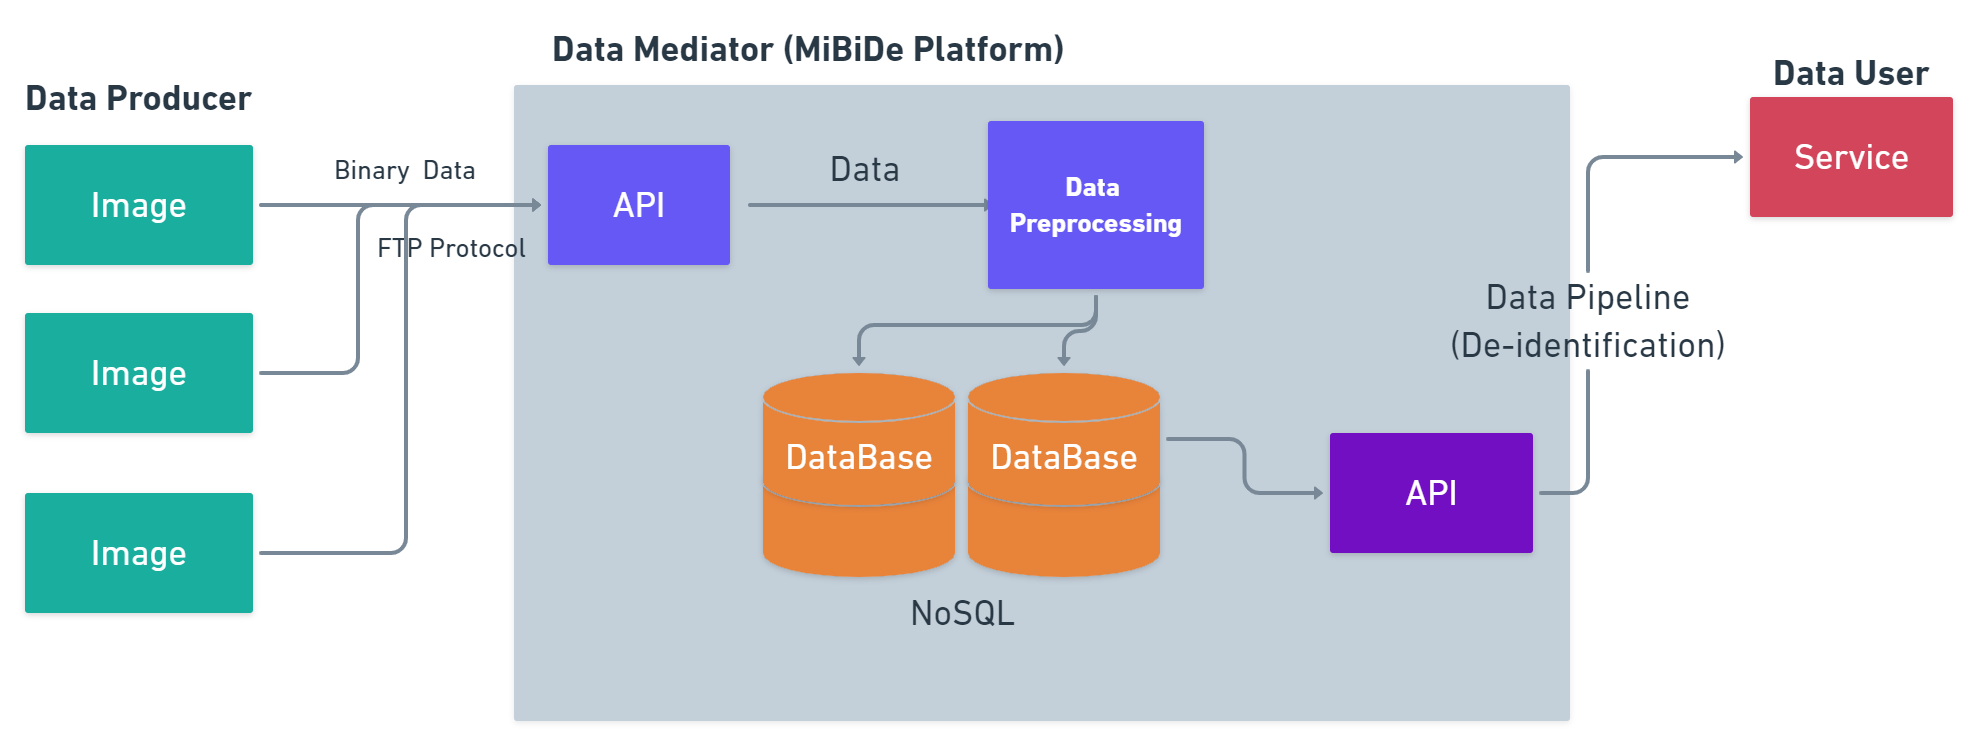 Data Mediator (MiBiDe Platform)
Data Producer
Data User
Image
Image
Image
Binary Data
FTP Protocol
API
Data
Data
Preprocessing
DataBase
DataBase
NoSQL
API
Data Pipeline
(De-identification)
Service